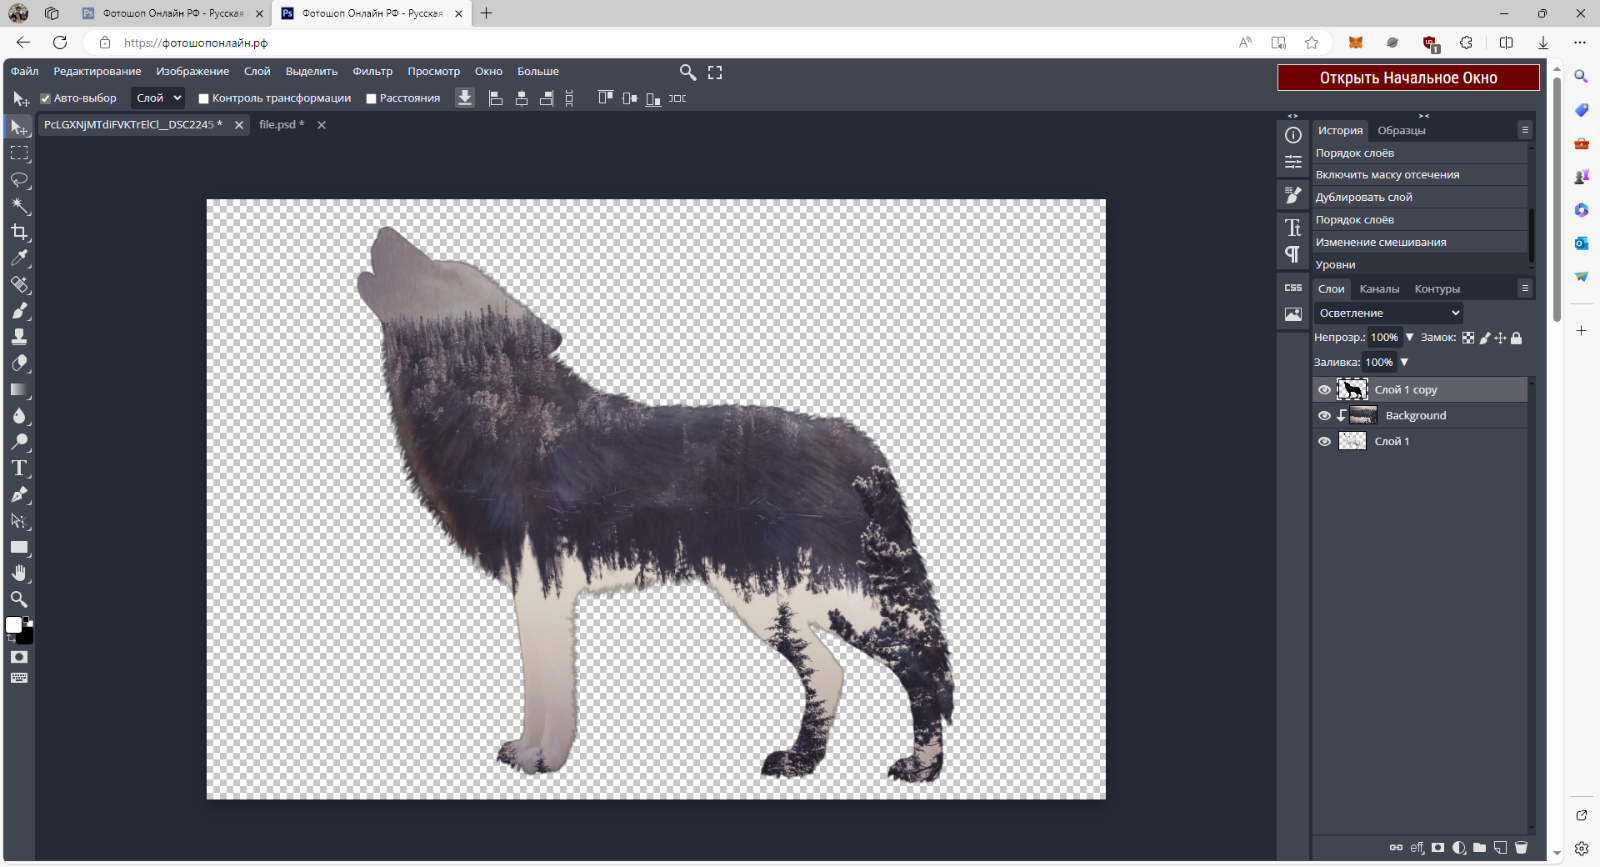 Фотошоп Онлайн РФ - Русская
Фотошоп Онлайн РФ - Русская
https://фотошопонлайн.рф
Файл Редактирование Изображение Слой Выделить Фильтр Просмотр Окно Больше
Открыть Начальное Окно
Авто-выбор Слой Контроль трансформации Расстояния
PcLGXNjMTdiFVKTrElCl__DSC2245 * file.psd *
История Образцы
Порядок слоёв
Включить маску отсечения
Дублировать слой
Порядок слоёв
Изменение смешивания
Уровни
CSS
Слои Каналы Контуры
Осветление
Непрозр.: 100% Замок:
Заливка: 100%
Слой 1 copy
Background
Слой 1
eff